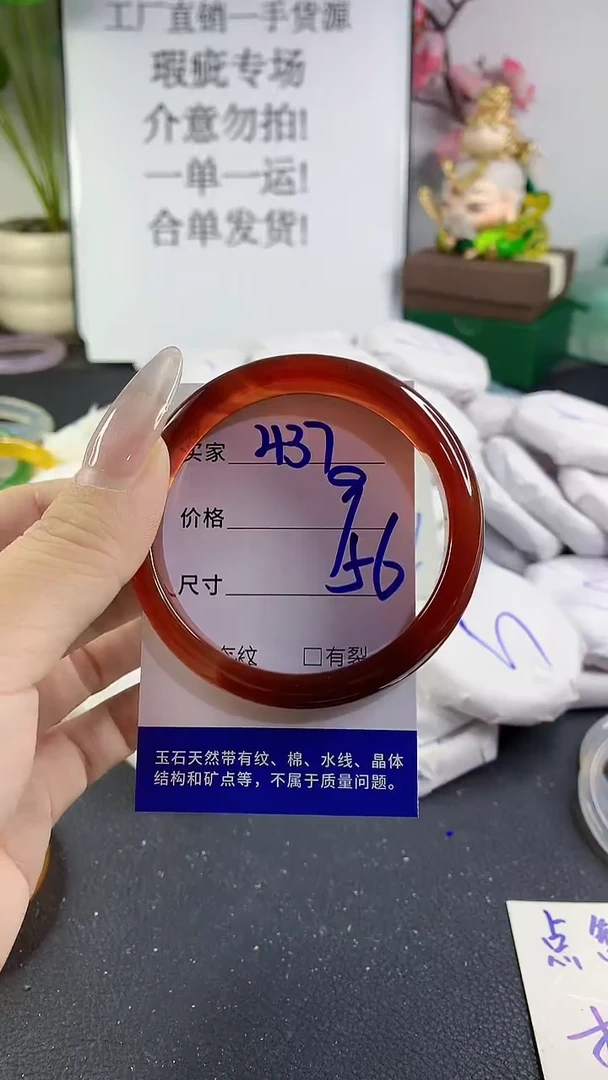 工厂直销一手货源
瑕疵专场
介意勿拍!
一单一运!
合单发货!
买家 437
价格 9
尺寸 56
有纹 □有裂
玉石天然带有纹、棉、水线、晶体
结构和矿点等，不属于质量问题。
点